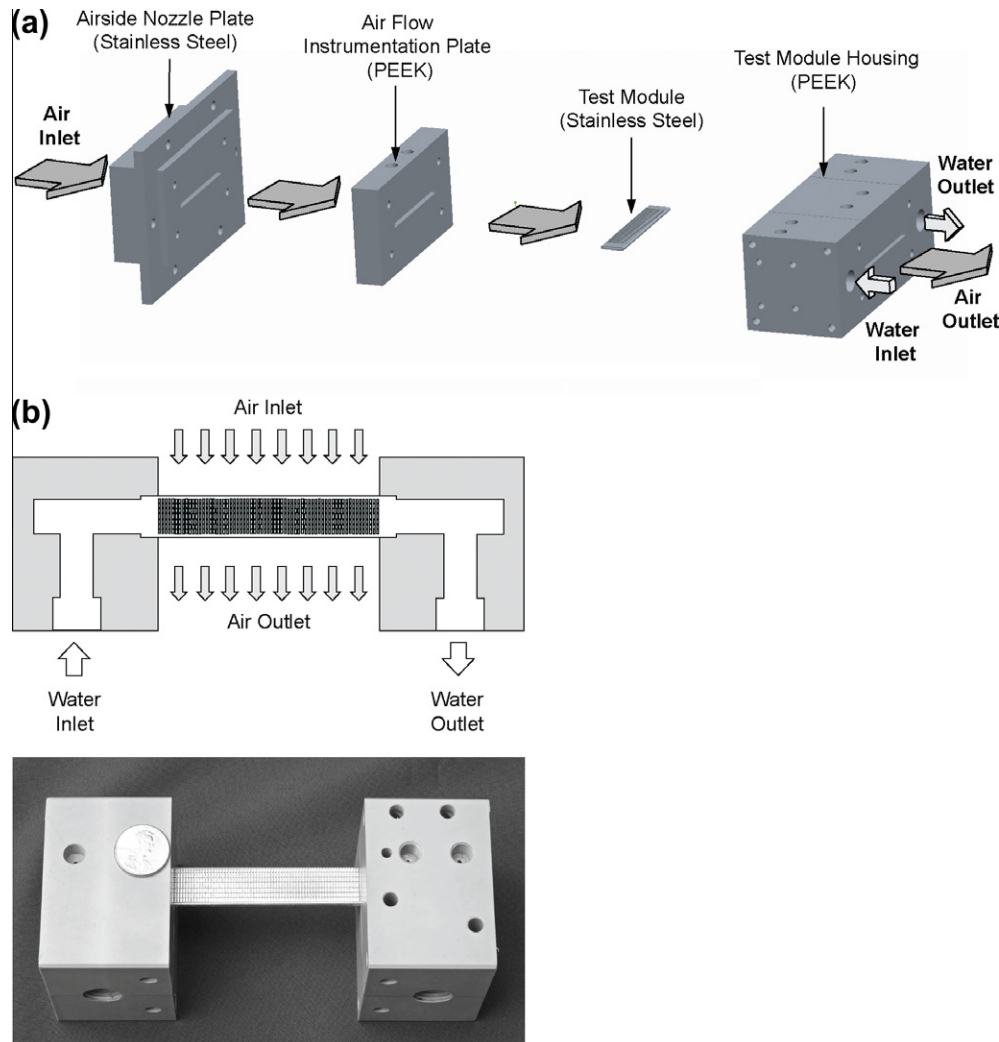 (a)
Airside Nozzle Plate
(Stainless Steel)
Air Flow
Instrumentation Plate
(PEEK)
Test Module
(Stainless Steel)
Test Module Housing
(PEEK)
Air
Inlet
Water
Outlet
Air
Outlet
Water
Inlet
(b)
Air Inlet
Air Outlet
Water
Inlet
Water
Outlet